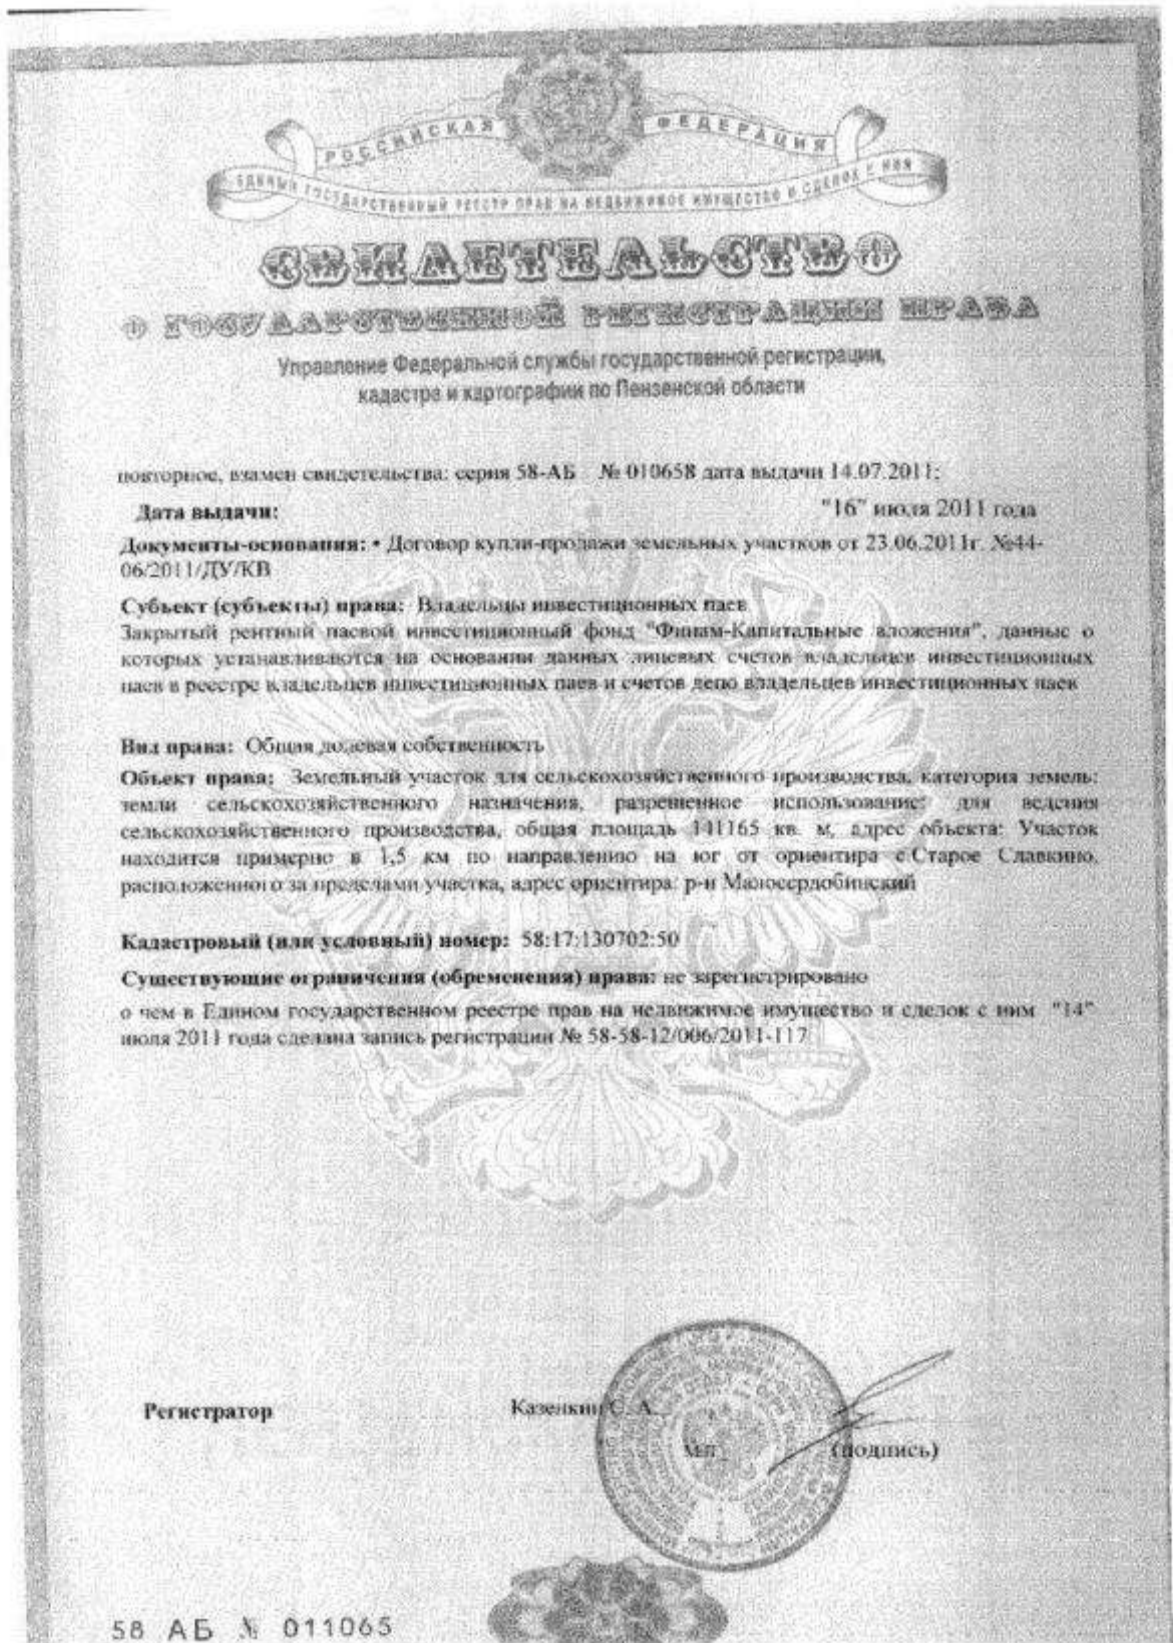 РОССИЙСКАЯ ФЕДЕРАЦИЯ
ЕДИНЫЙ ГОСУДАРСТВЕННЫЙ РЕЕСТР ПРАВ НА НЕДВИЖИМОЕ ИМУЩЕСТВО И СДЕЛОК С НИМ
СВИДЕТЕЛЬСТВО
О ГОСУДАРСТВЕННОЙ РЕГИСТРАЦИИ ПРАВА
Управление Федеральной службы государственной регистрации,
кадастра и картографии по Пензенской области
повторное, взамен свидетельства: серия 58-АБ № 010658 дата выдачи 14.07.2011;
Дата выдачи: "16" июля 2011 года
Документы-основания: • Договор купли-продажи земельных участков от 23.06.2011г. №44-
06/2011/ДУ/КВ
Субъект (субъекты) права: Владельцы инвестиционных паев
Закрытый рентный паевой инвестиционный фонд "Финам-Капитальные вложения", данные о
которых устанавливаются на основании данных лицевых счетов владельцев инвестиционных
паев в реестре владельцев инвестиционных паев и счетов депо владельцев инвестиционных паев
Вид права: Общая долевая собственность
Объект права: Земельный участок для сельскохозяйственного производства, категория земель:
земли сельскохозяйственного назначения, разрешенное использование: для ведения
сельскохозяйственного производства, общая площадь 141165 кв. м, адрес объекта: Участок
находится примерно в 1,5 км по направлению на юг от ориентира с.Старое Славкино,
расположенного за пределами участка, адрес ориентира: р-н Малосердобинский
Кадастровый (или условный) номер: 58:17:130702:50
Существующие ограничения (обременения) права: не зарегистрировано
о чем в Едином государственном реестре прав на недвижимое имущество и сделок с ним "14"
июля 2011 года сделана запись регистрации № 58-58-12/006/2011-117
Регистратор Казенкин С. А.
М.п. (подпись)
58 АБ № 011065